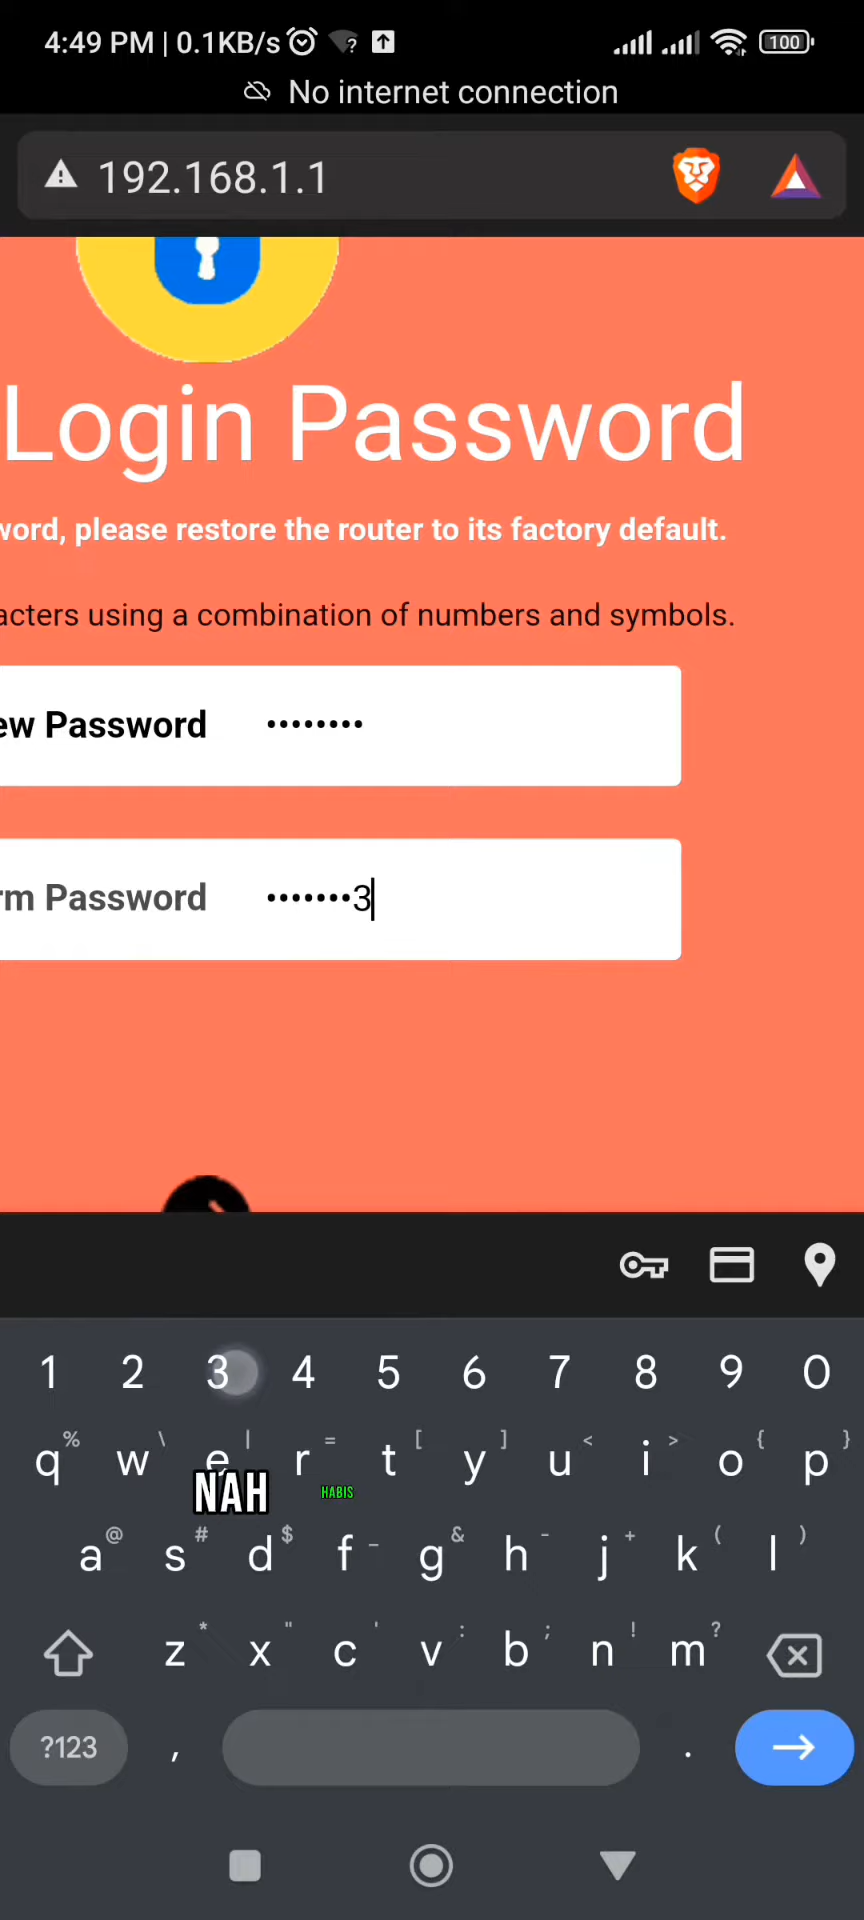 4:49 PM | 0.1KB/s ? 100
No internet connection
192.168.1.1
Login Password
word, please restore the router to its factory default.
acters using a combination of numbers and symbols.
ew Password ••••••••
rm Password •••••••3
1 2 3 4 5 6 7 8 9 0
% \ | = [ ] < > { }
q w e r t y u i o p
NAH HABIS
@ # $ _ & - + ( )
a s d f g h j k l
* " ' : ; ! ?
z x c v b n m
?123 , .